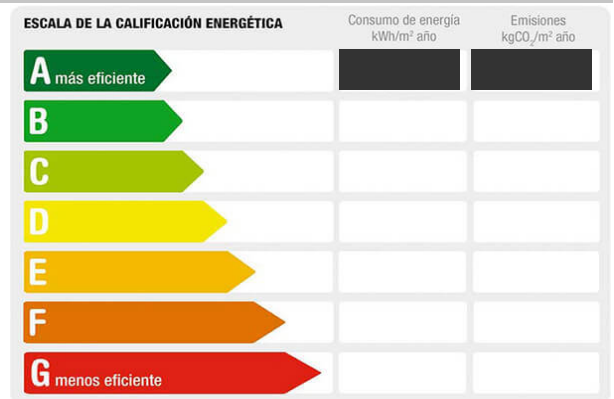 ESCALA DE LA CALIFICACIÓN ENERGÉTICA
Consumo de energía
kWh/m² año
Emisiones
kgCO₂/m² año
A más eficiente
B
C
D
E
F
G menos eficiente